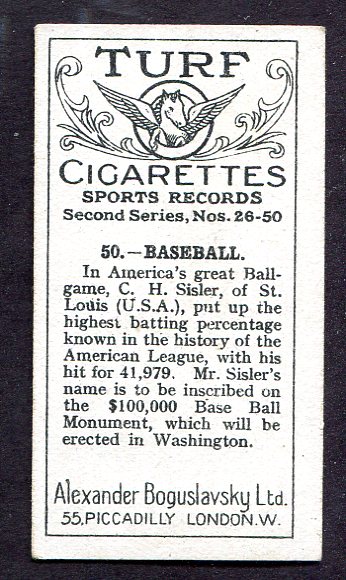 TURF
CIGARETTES
SPORTS RECORDS
Second Series, Nos. 26-50
50.—BASEBALL.
In America's great Ball-
game, C. H. Sisler, of St.
Louis (U.S.A.), put up the
highest batting percentage
known in the history of the
American League, with his
hit for 41,979. Mr. Sisler's
name is to be inscribed on
the $100,000 Base Ball
Monument, which will be
erected in Washington.
Alexander Boguslavsky Ltd.
55, PICCADILLY LONDON. W.